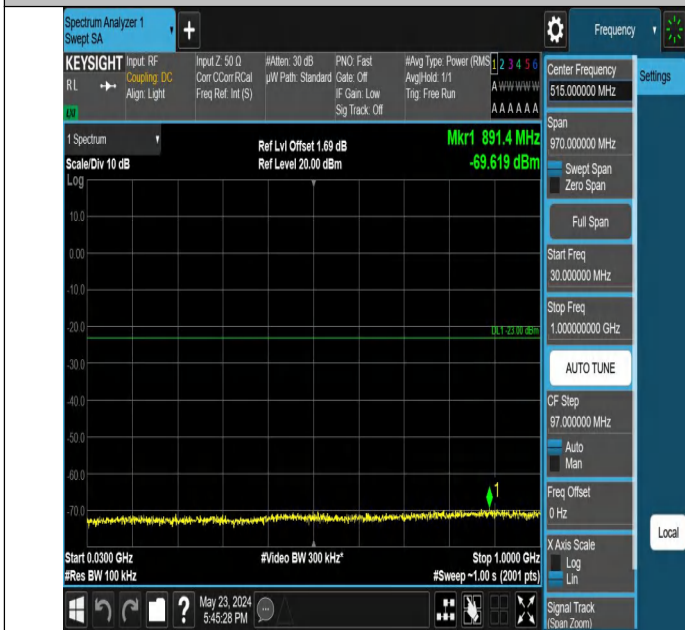 Spectrum Analyzer 1
Swept SA
Frequency
KEYSIGHT
RL
LXI
Input: RF
Coupling: DC
Align: Light
Input Z: 50 Ω
Corr CCorr RCal
Freq Ref: Int (S)
#Atten: 30 dB
µW Path: Standard
PNO: Fast
Gate: Off
IF Gain: Low
Sig Track: Off
#Avg Type: Power (RMS)
Avg|Hold: 1/1
Trig: Free Run
1 2 3 4 5 6
A W W W W W
A A A A A A
1 Spectrum
Scale/Div 10 dB
Log
Ref Lvl Offset 1.69 dB
Ref Level 20.00 dBm
Mkr1 891.4 MHz
-69.619 dBm
10.0
0.00
-10.0
-20.0
-30.0
-40.0
-50.0
-60.0
-70.0
DL1 -23.00 dBm
1
Start 0.0300 GHz
#Res BW 100 kHz
#Video BW 300 kHz*
Stop 1.0000 GHz
#Sweep ~1.00 s (2001 pts)
?
May 23, 2024
5:45:28 PM
Center Frequency
515.000000 MHz
Settings
Span
970.000000 MHz
Swept Span
Zero Span
Full Span
Start Freq
30.000000 MHz
Stop Freq
1.000000000 GHz
AUTO TUNE
CF Step
97.000000 MHz
Auto
Man
Freq Offset
0 Hz
X Axis Scale
Log
Lin
Signal Track
(Span Zoom)
Local